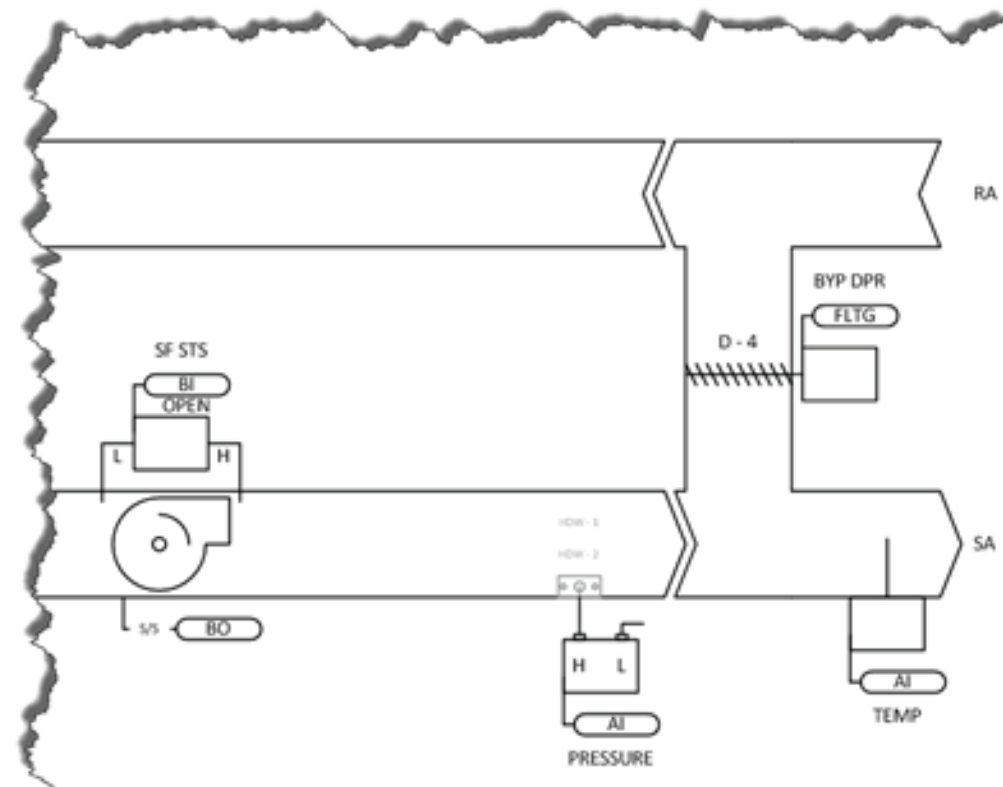 RA
BYP DPR
FLTG
D - 4
SF STS
BI
OPEN
L
H
HDW - 1
SA
HDW - 2
S/S
BO
H
L
AI
TEMP
AI
PRESSURE